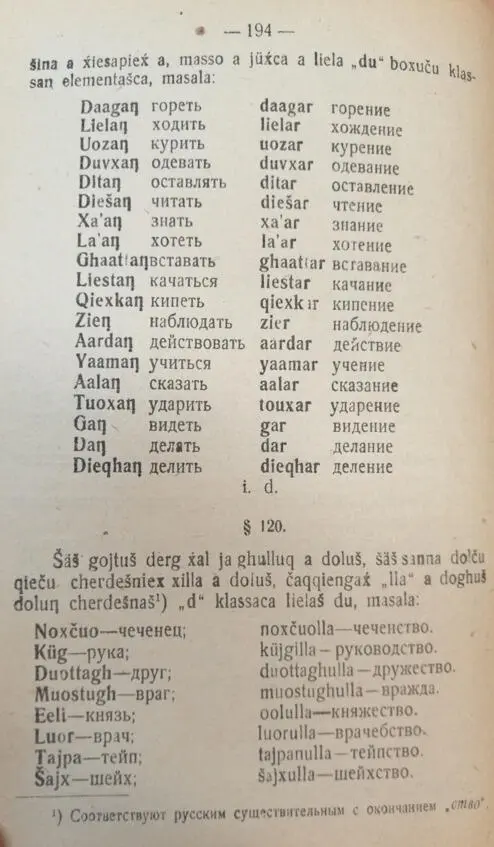 — 194 —
šina a xiesapiex́ a, masso a jüx́ca a liela „du“ boxuču klas-
san elementašca, masala:
Daagaŋ гореть daagar горение
Lielaŋ ходить lielar хождение
Uozaŋ курить uozar курение
Duvxaŋ одевать duvxar одевание
Ditaŋ оставлять ditar оставление
Diešaŋ читать diešar чтение
Xa'aŋ знать xa'ar знание
La'aŋ хотеть la'ar хотение
Ghaattaŋ вставать ghaattar вставание
Liestaŋ качаться liestar качание
Qiexkaŋ кипеть qiexkar кипение
Zieŋ наблюдать zier наблюдение
Aardaŋ действовать aardar действие
Yaamaŋ учиться yaamar учение
Aalaŋ сказать aalar сказание
Tuoxaŋ ударить touxar ударение
Gaŋ видеть gar видение
Daŋ делать dar делание
Dieqhaŋ делить dieqhar деление
i. d.
§ 120.
Šäš gojtuš derg x́al ja ghulluq a doluš, šäš sanna dolču
qieču cherdešniex xilla a doluš, čaqqiengax́ „lla“ a doghuš
doluŋ cherdešnaš¹) „d“ klassaca lielaš du, masala:
Noxčuo—чеченец; noxčuolla—чеченство.
Küg—рука; küjgilla—руководство.
Duottagh—друг; duottaghulla—дружество.
Muostugh—враг; muostughulla—вражда.
Eeli—князь; oolulla—княжество.
Luor—врач; luorulla—врачебство.
Tajpa—тейп; tajpanulla—тейпство.
Šajx—шейх; šajxulla—шейхство.
¹) Соответствуют русским существительным с окончанием „ство“.